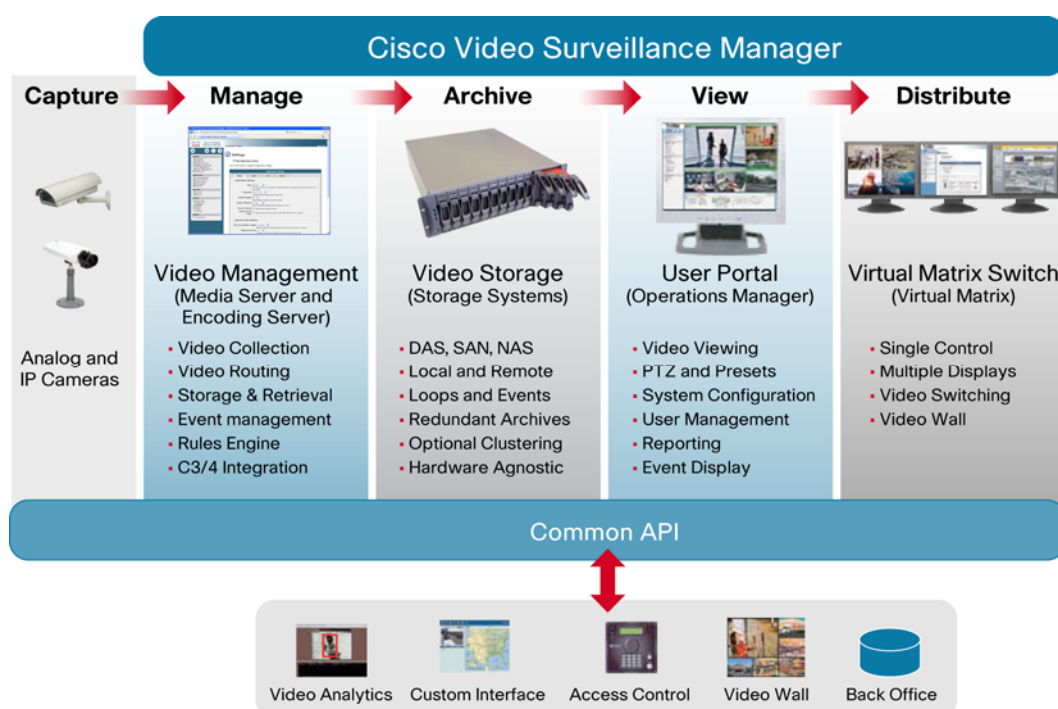 Cisco Video Surveillance Manager
Capture
Manage
Archive
View
Distribute
Analog and
IP Cameras
Settings
Video Management
(Media Server and
Encoding Server)
▪ Video Collection
▪ Video Routing
▪ Storage & Retrieval
▪ Event management
▪ Rules Engine
▪ C3/4 Integration
Video Storage
(Storage Systems)
▪ DAS, SAN, NAS
▪ Local and Remote
▪ Loops and Events
▪ Redundant Archives
▪ Optional Clustering
▪ Hardware Agnostic
User Portal
(Operations Manager)
▪ Video Viewing
▪ PTZ and Presets
▪ System Configuration
▪ User Management
▪ Reporting
▪ Event Display
Virtual Matrix Switch
(Virtual Matrix)
▪ Single Control
▪ Multiple Displays
▪ Video Switching
▪ Video Wall
Common API
Video Analytics
Custom Interface
Access Control
Video Wall
Back Office